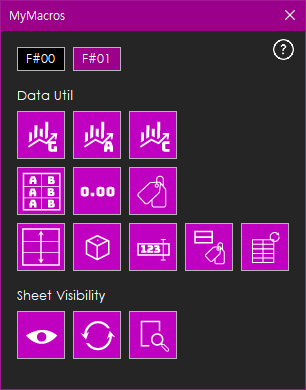 MyMacros
F#00 F#01
?
Data Util
G A C
A B 0.00
A B
A B
123
Sheet Visibility